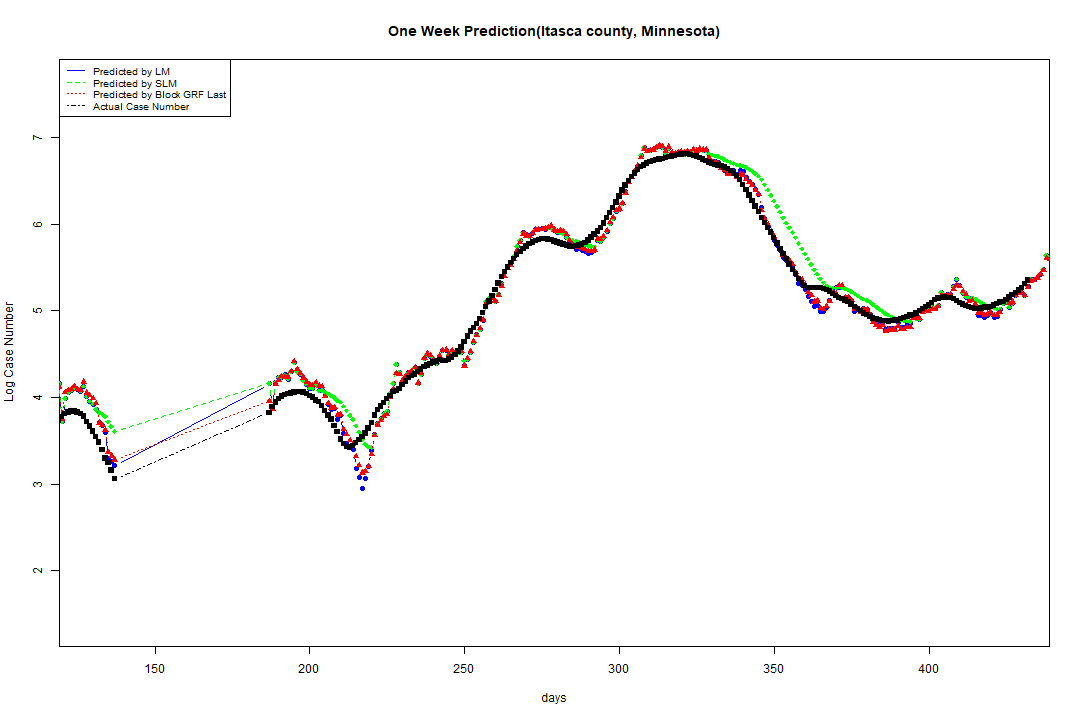 One Week Prediction(Itasca county, Minnesota)
Predicted by LM
Predicted by SLM
Predicted by Block GRF Last
Actual Case Number
7
6
5
4
3
2
Log Case Number
150 200 250 300 350 400
days